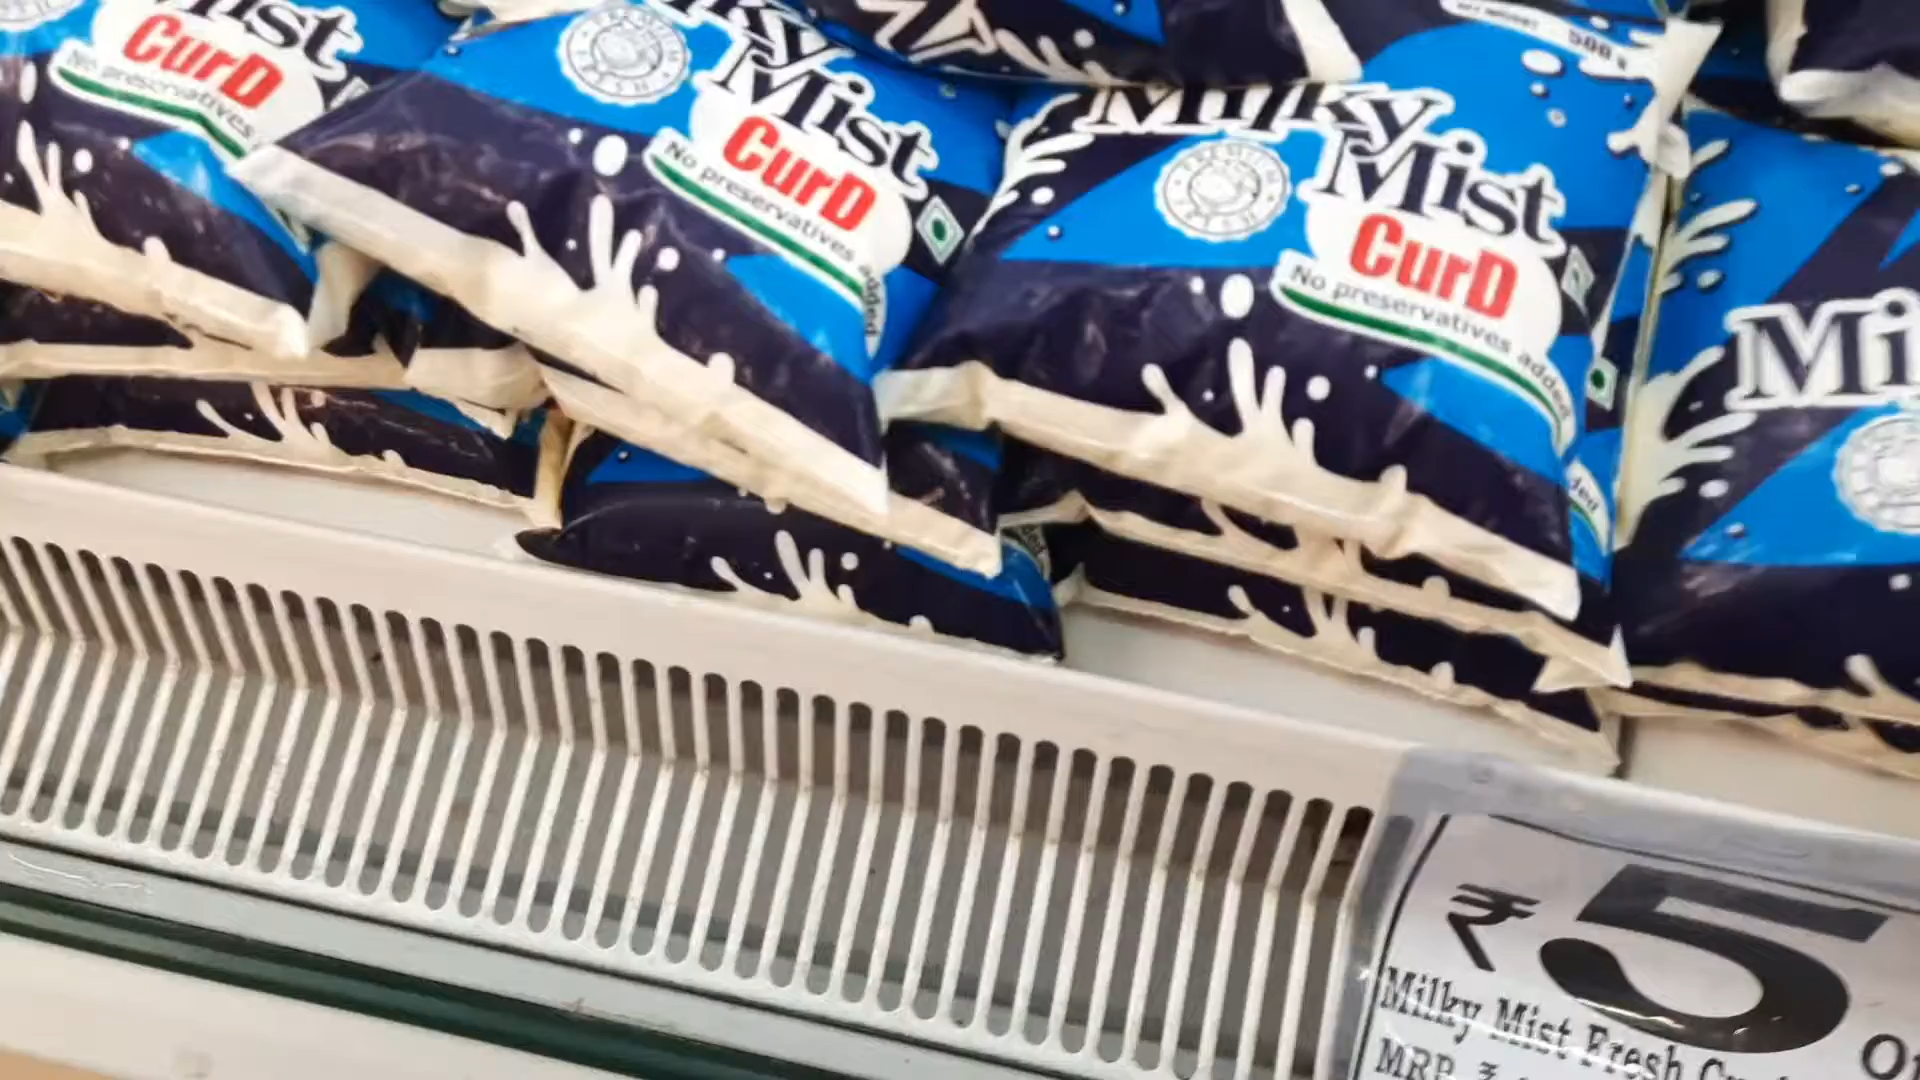 Mist
CurD
No preservatives
Milky
Mist
CurD
No preservatives added
Milky
Mist
CurD
No preservatives added
500 g
Mi
ded
₹ 5
Milky Mist Fresh
MRP ₹